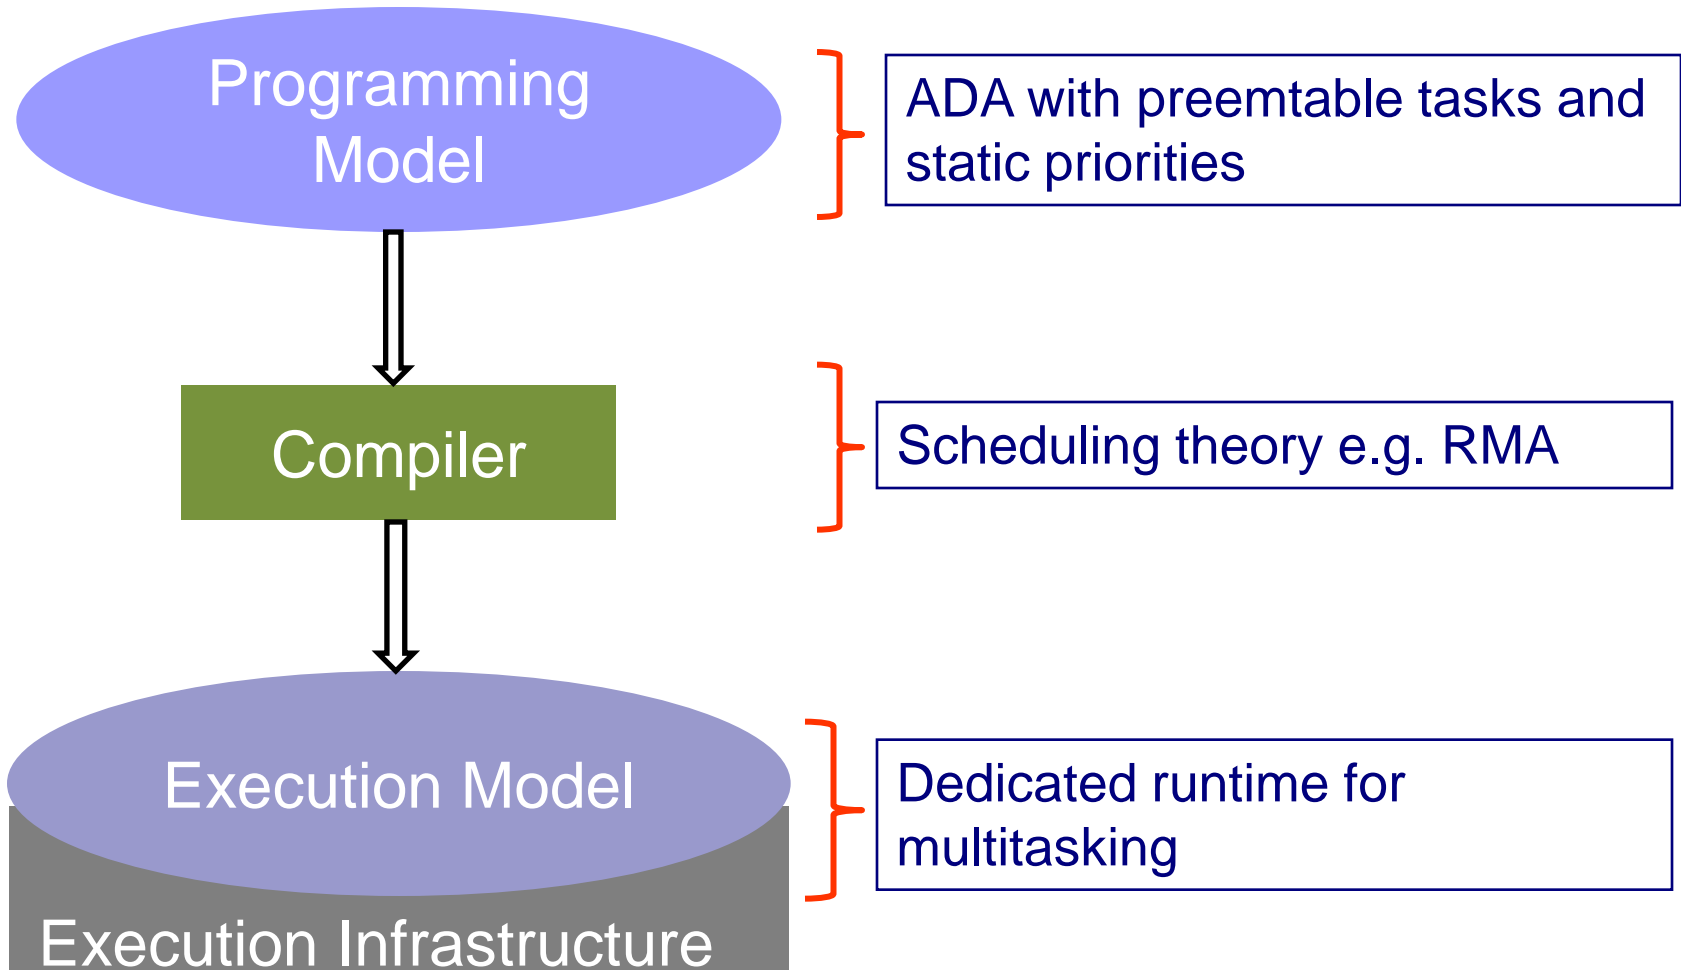 Programming
Model
ADA with preemtable tasks and
static priorities
Compiler
Scheduling theory e.g. RMA
Execution Model
Dedicated runtime for
multitasking
Execution Infrastructure